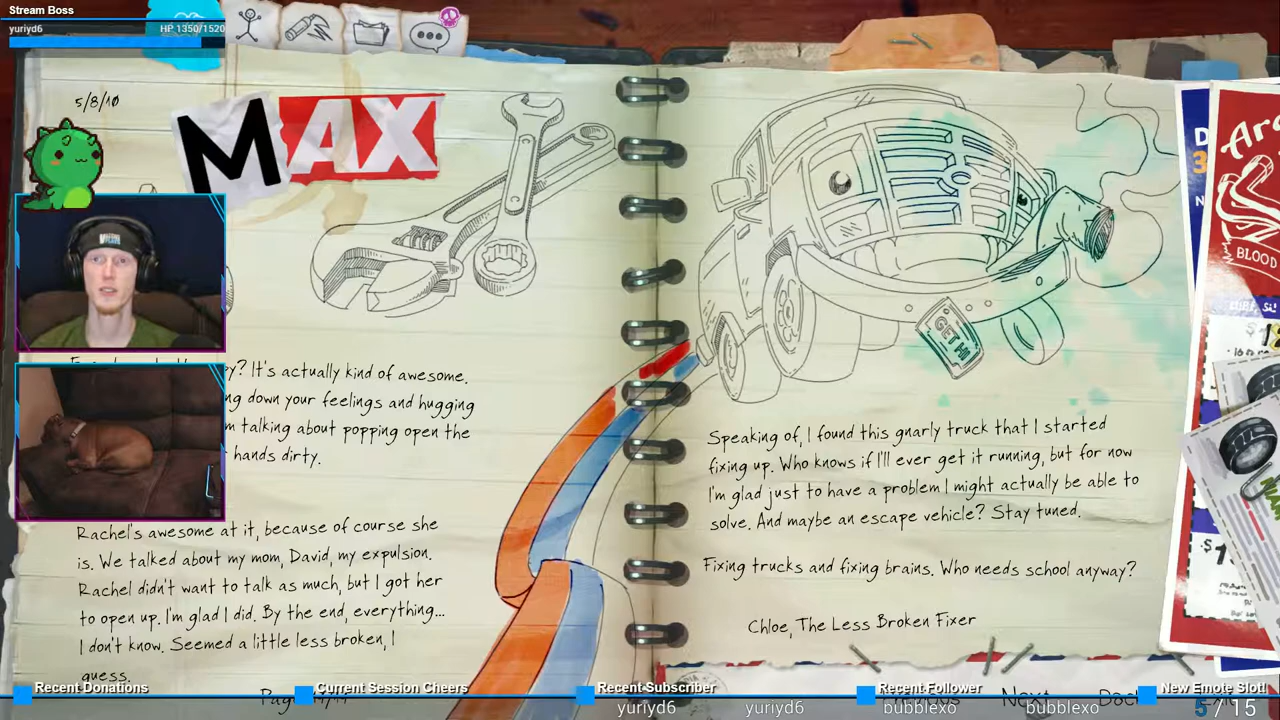 Stream Boss
yuriyd6 HP 1350/1520
5/8/10
MAX
y? It's actually kind of awesome.
ng down your feelings and hugging
m talking about popping open the
hands dirty.
Rachel's awesome at it, because of course she
is. We talked about my mom, David, my expulsion.
Rachel didn't want to talk as much, but I got her
to open up. I'm glad I did. By the end, everything...
I don't know. Seemed a little less broken, I
guess.
GET
Speaking of, I found this gnarly truck that I started
fixing up. Who knows if I'll ever get it running, but for now
I'm glad just to have a problem I might actually be able to
solve. And maybe an escape vehicle? Stay tuned.
Fixing trucks and fixing brains. Who needs school anyway?
Chloe, The Less Broken Fixer
BLOOD
Next
Recent Donations
Current Session Cheers
Recent Subscriber
yuriyd6 yuriyd6
Recent Follower
bubblexo bubblexo
New Emote Slot!
5 15